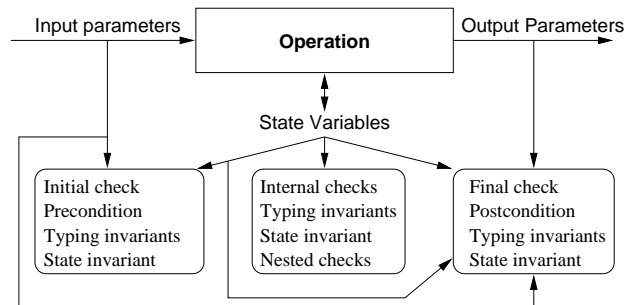 Input parameters
Operation
Output Parameters
State Variables
Initial check
Precondition
Typing invariants
State invariant
Internal checks
Typing invariants
State invariant
Nested checks
Final check
Postcondition
Typing invariants
State invariant